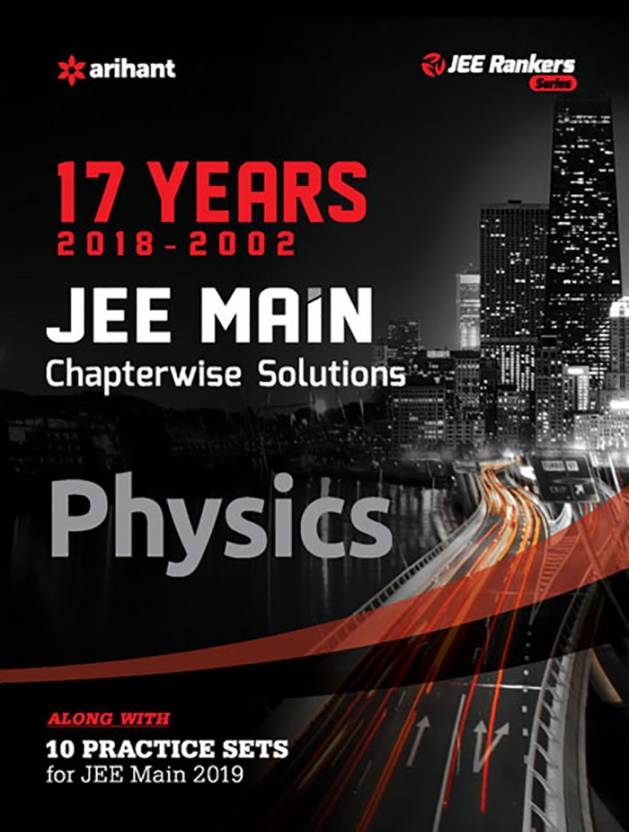 arihant
JEE Rankers
Series
17 YEARS
2018-2002
JEE MAiN
Chapterwise Solutions
Physics
ALONG WITH
10 PRACTICE SETS
for JEE Main 2019